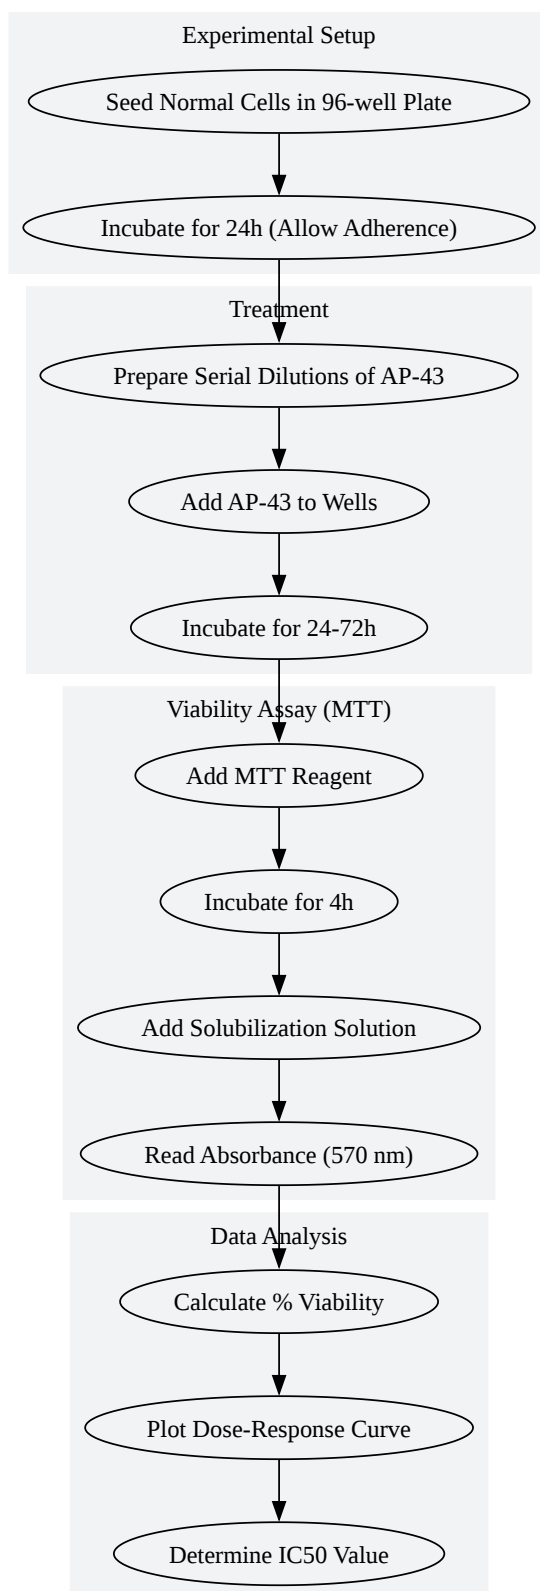 Experimental Setup
Seed Normal Cells in 96-well Plate
Incubate for 24h (Allow Adherence)
Treatment
Prepare Serial Dilutions of AP-43
Add AP-43 to Wells
Incubate for 24-72h
Viability Assay (MTT)
Add MTT Reagent
Incubate for 4h
Add Solubilization Solution
Read Absorbance (570 nm)
Data Analysis
Calculate % Viability
Plot Dose-Response Curve
Determine IC50 Value